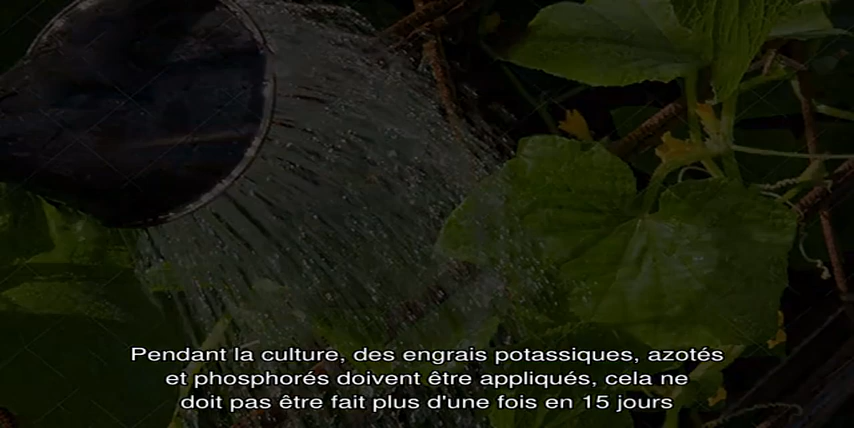 Pendant la culture, des engrais potassiques, azotés
et phosphorés doivent être appliqués, cela ne
doit pas être fait plus d'une fois en 15 jours